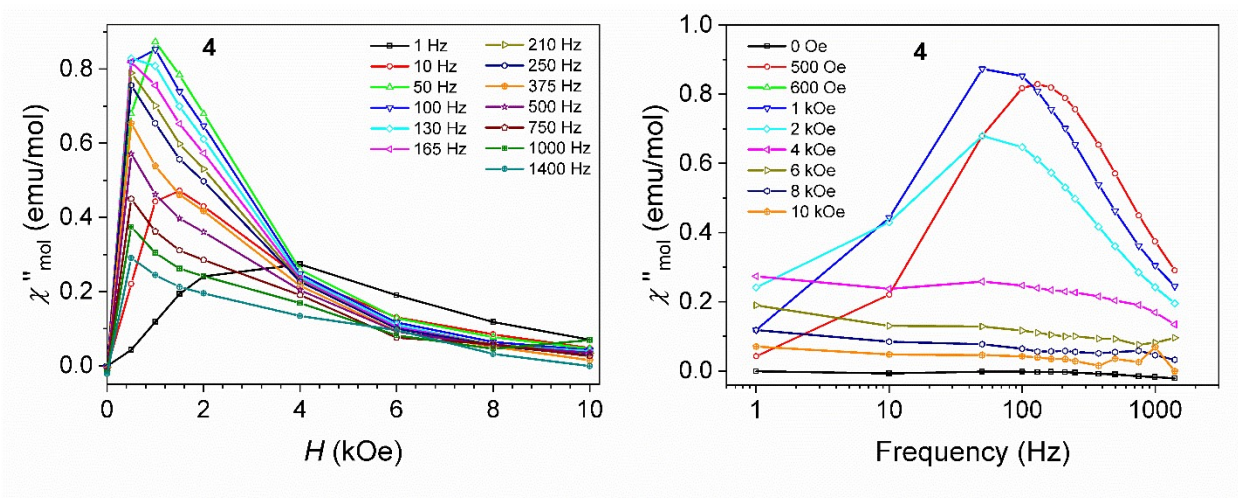 4
1 Hz
10 Hz
50 Hz
100 Hz
130 Hz
165 Hz
210 Hz
250 Hz
375 Hz
500 Hz
750 Hz
1000 Hz
1400 Hz
χ"mol (emu/mol)
0.8
0.6
0.4
0.2
0.0
0 2 4 6 8 10
H (kOe)
4
0 Oe
500 Oe
600 Oe
1 kOe
2 kOe
4 kOe
6 kOe
8 kOe
10 kOe
χ"mol (emu/mol)
1.0
0.8
0.6
0.4
0.2
0.0
1 10 100 1000
Frequency (Hz)